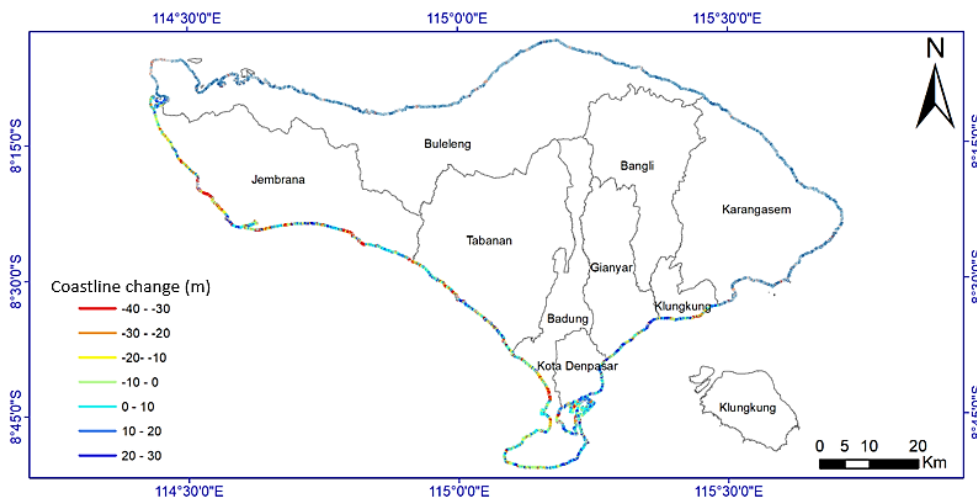 114°30'0"E 115°0'0"E 115°30'0"E
N
8°15'0"S
8°15'0"S
Buleleng
Bangli
Jembrana
Karangasem
Tabanan
Gianyar
8°30'0"S
8°30'0"S
Coastline change (m)
-40 - -30
-30 - -20
-20- -10
-10 - 0
0 - 10
10 - 20
20 - 30
Klungkung
Badung
Kota Denpasar
Klungkung
8°45'0"S
8°45'0"S
0 5 10 20
Km
114°30'0"E 115°0'0"E 115°30'0"E